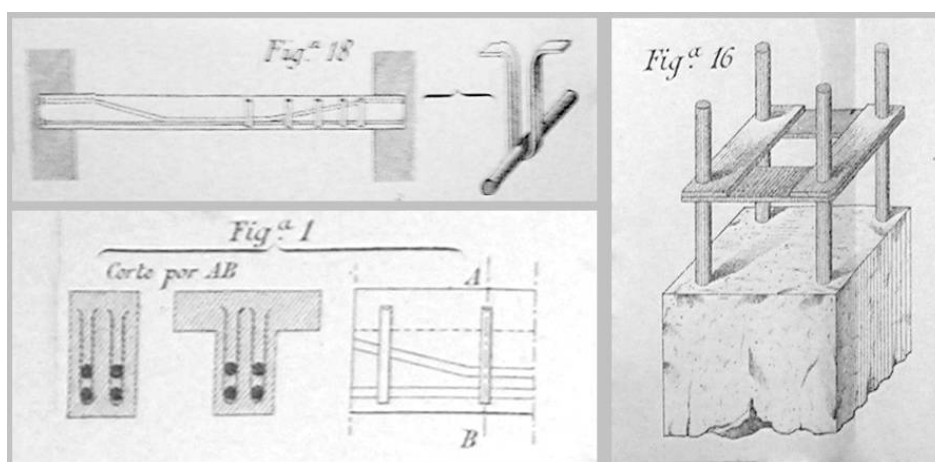 Figª 18
Figª 1
Corte por AB
A
B
Figª. 16